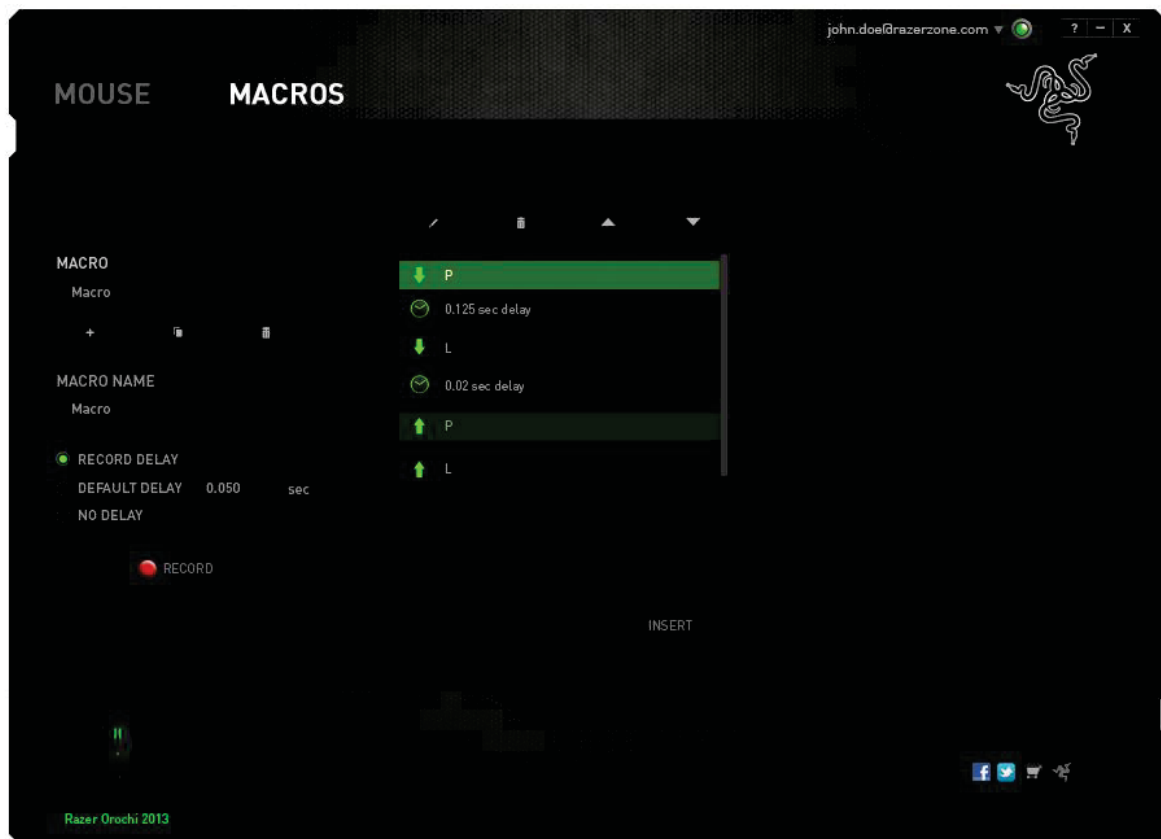 john.doe@razerzone.com
? – X
MOUSE MACROS
MACRO
Macro
MACRO NAME
Macro
RECORD DELAY
DEFAULT DELAY 0.050 sec
NO DELAY
RECORD
P
0.125 sec delay
L
0.02 sec delay
P
L
INSERT
Razer Orochi 2013